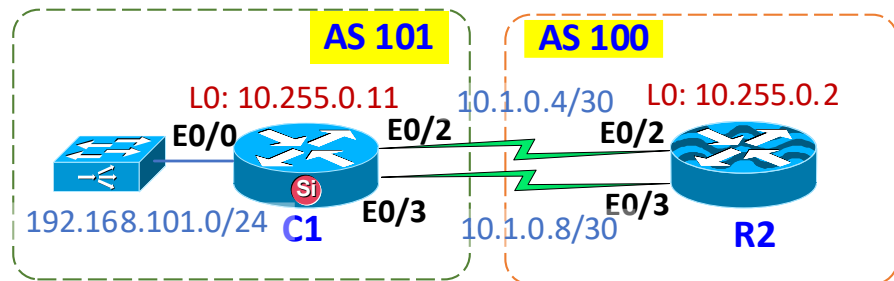 AS 101
AS 100
L0: 10.255.0.11
10.1.0.4/30
L0: 10.255.0.2
E0/0
E0/2
E0/2
Si
192.168.101.0/24
C1
E0/3
10.1.0.8/30
E0/3
R2